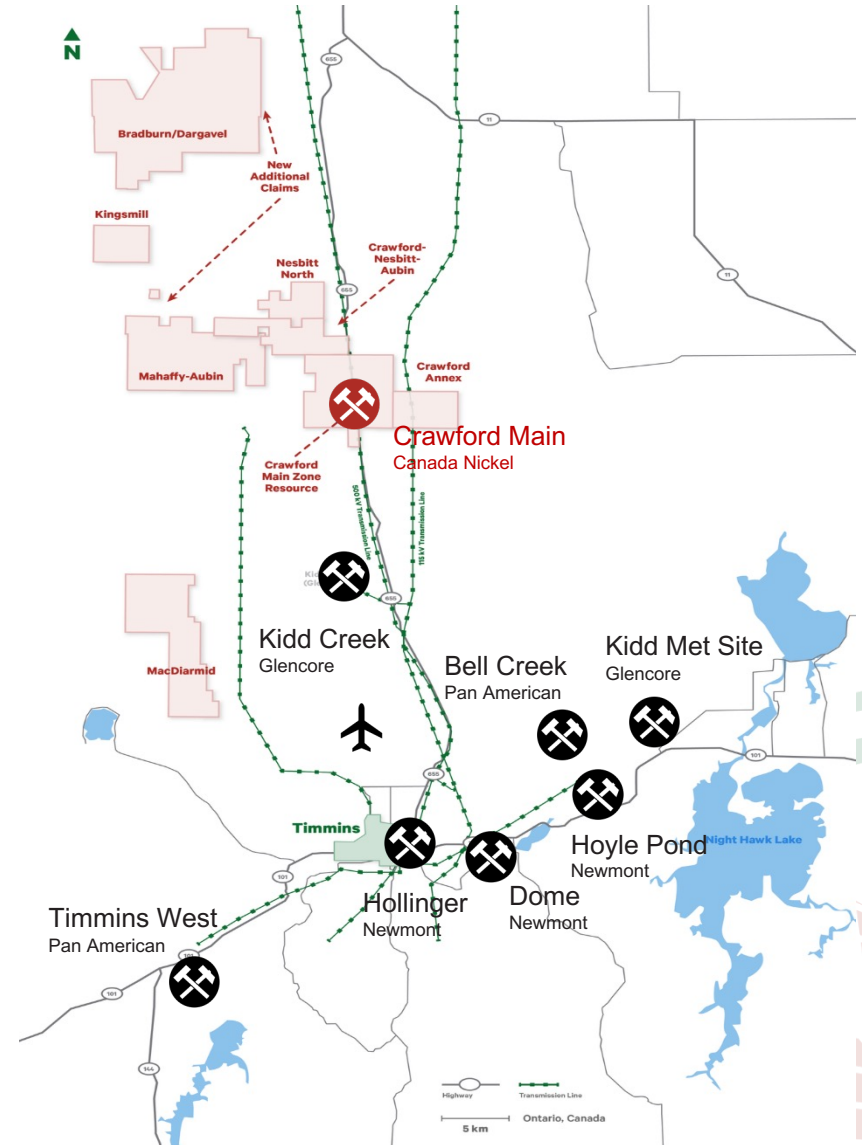 N
655
11
Bradburn/Dargavel
New
Additional
Claims
Kingsmill
Crawford-
Nesbitt-
Aubin
Nesbitt
North
11
655
Mahaffy-Aubin
Crawford
Annex
Crawford Main
Canada Nickel
Crawford
Main Zone
Resource
500 kV Transmission Line
115 kV Transmission Line
655
Kidd Creek
Glencore
Bell Creek
Pan American
Kidd Met Site
Glencore
MacDiarmid
101
655
Timmins
Hoyle Pond
Newmont
Night Hawk Lake
101
Hollinger
Newmont
Dome
Newmont
Timmins West
Pan American
101
101
144
Highway
Transmission Line
5 km
Ontario, Canada